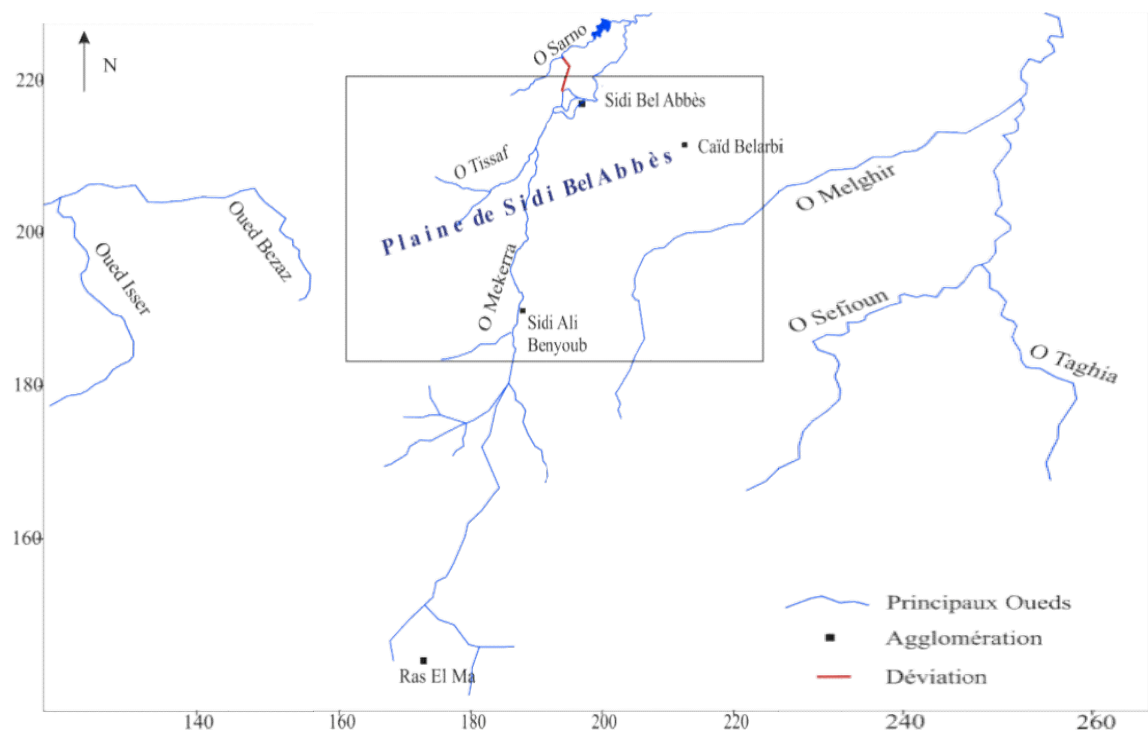 N
220
200
180
160
O Sarno
Sidi Bel Abbès
Caïd Belarbi
O Tissaf
Plaine de Sidi Bel Abbès
O Melghir
Oued Bezaz
Oued Isser
O Mekerra
Sidi Ali
Benyoub
O Sefioun
O Taghia
Ras El Ma
Principaux Oueds
Agglomération
Déviation
140
160
180
200
220
240
260